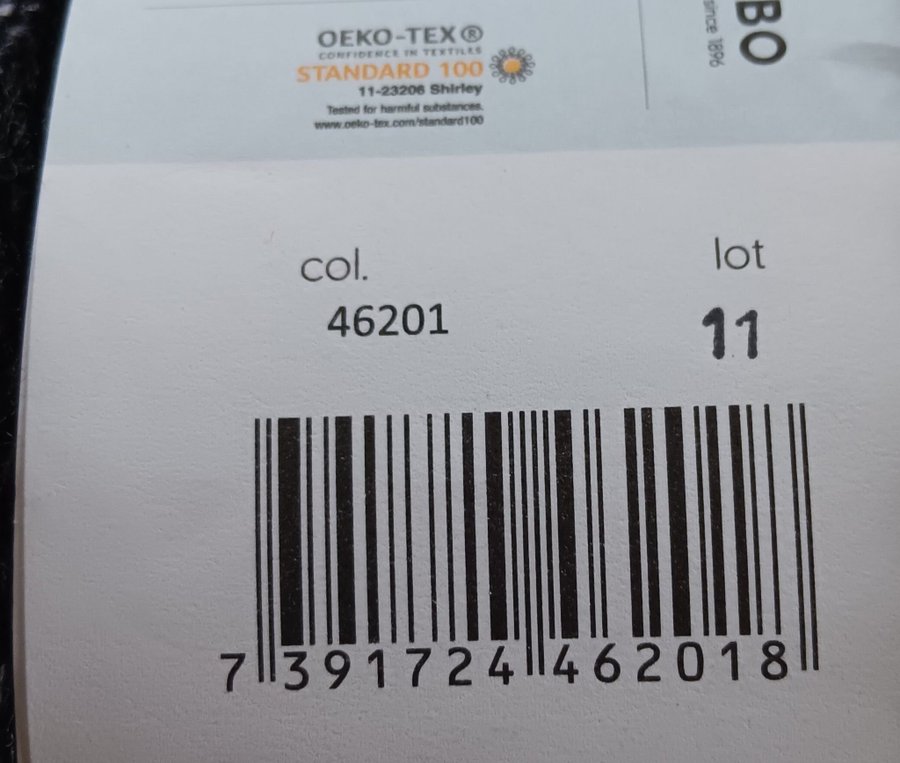 OEKO-TEX®
CONFIDENCE IN TEXTILES
STANDARD 100
11-23206 Shirley
Tested for harmful substances.
www.oeko-tex.com/standard100
BO
since 1896
col.
46201
lot
11
7 391724 462018